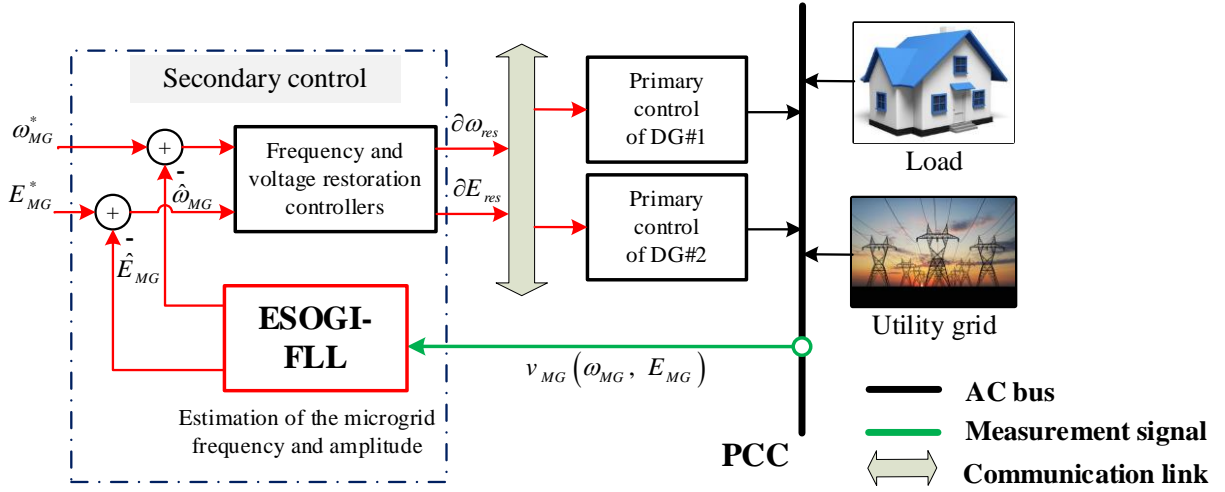 Secondary control
ω*MG
E*MG
+
-
+
-
ω̂MG
ÊMG
Frequency and
voltage restoration
controllers
∂ωres
∂Eres
Primary
control
of DG#1
Primary
control
of DG#2
Load
Utility grid
ESOGI-
FLL
vMG(ωMG, EMG)
Estimation of the microgrid
frequency and amplitude
PCC
AC bus
Measurement signal
Communication link